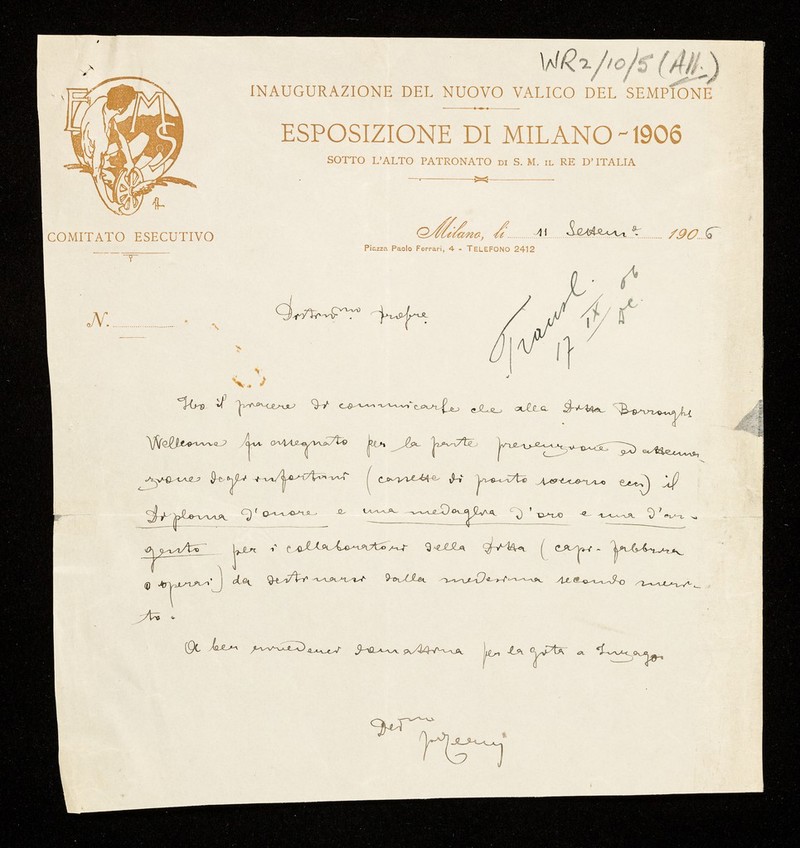 WR2/10/5 (All.)
E M S
INAUGURAZIONE DEL NUOVO VALICO DEL SEMPIONE
ESPOSIZIONE DI MILANO - 1906
SOTTO L'ALTO PATRONATO DI S. M. IL RE D'ITALIA
COMITATO ESECUTIVO
Milano, lì 11 Settem 1906
Piazza Paolo Ferrari, 4 - TELEFONO 2412
N.
Transl.
17 IX 06
Ho il piacere di comunicarle che alla Ditta Borroughs
Wellcome fu assegnato per la parte prevenzione ed attenua
zione degli infortuni (cassette di pronto soccorso ecc) il
Diploma d'onore e una medaglia d'oro e una d'ar-
gento per i collaboratori della Ditta (capi-fabbrica
o operai) da destinarsi dalla medesima secondo meri-
to.
A ben rivederci domattina per la gita a
Dev mo